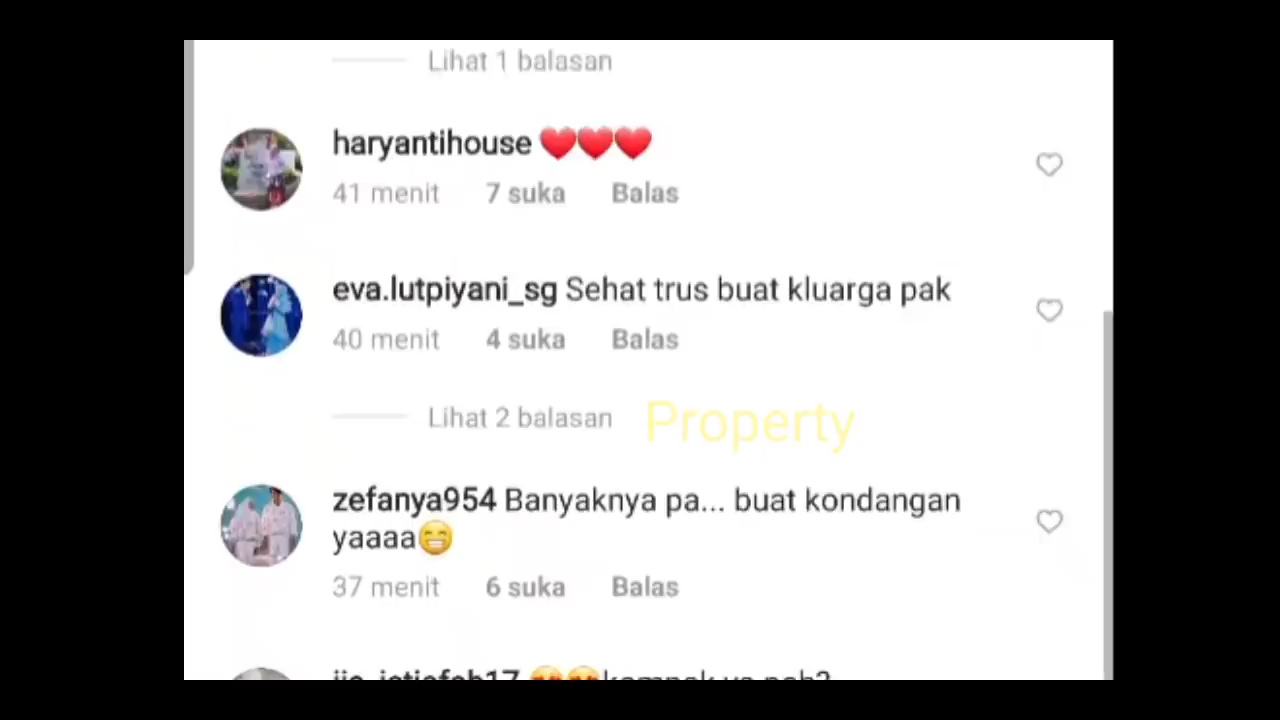 Lihat 1 balasan
haryantihouse ❤️❤️❤️
41 menit 7 suka Balas
eva.lutpiyani_sg Sehat trus buat kluarga pak
40 menit 4 suka Balas
Lihat 2 balasan
Property
zefanya954 Banyaknya pa... buat kondangan
yaaaa😁
37 menit 6 suka Balas